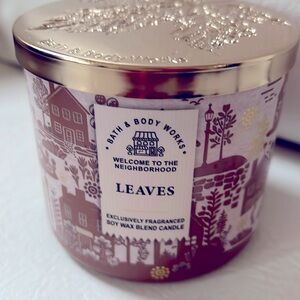 • BATH & BODY WORKS •
WELCOME TO THE
NEIGHBORHOOD
LEAVES
EXCLUSIVELY FRAGRANCED
SOY WAX BLEND CANDLE